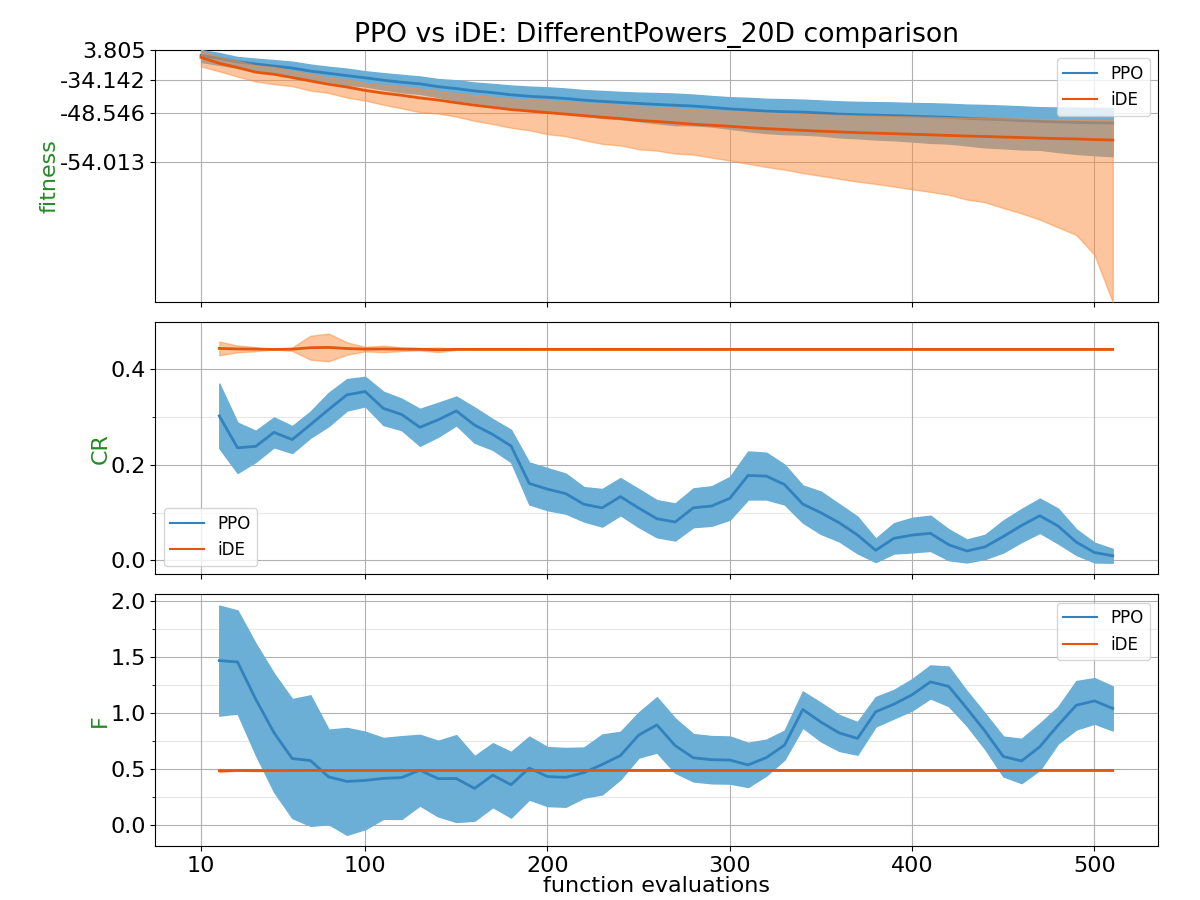 PPO vs iDE: DifferentPowers_20D comparison
3.805
-34.142
-48.546
-54.013
fitness
PPO
iDE
0.4
0.2
0.0
CR
PPO
iDE
2.0
1.5
1.0
0.5
0.0
F
PPO
iDE
10 100 200 300 400 500
function evaluations